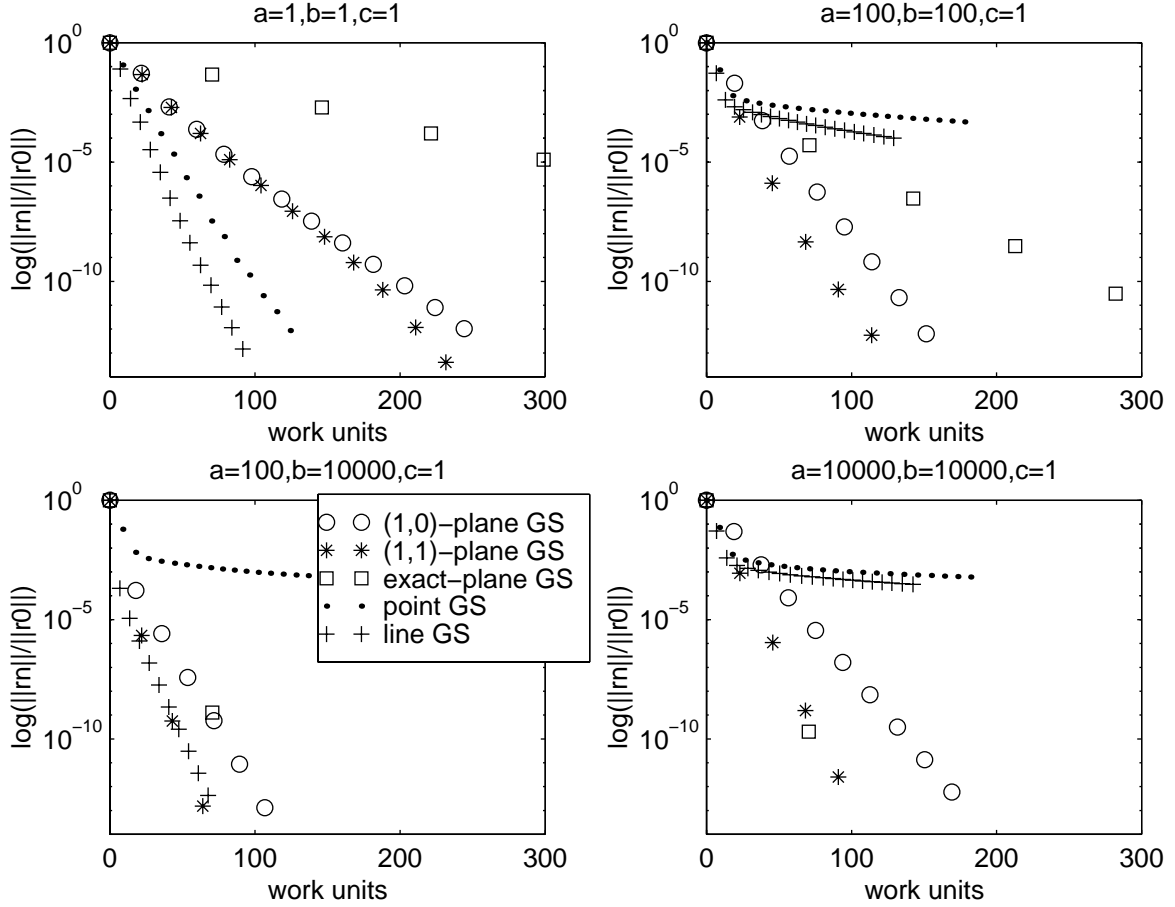 a=1,b=1,c=1
10^0
10^−5
10^−10
log(||rn||/||r0||)
0 100 200 300
work units
a=100,b=100,c=1
10^0
10^−5
10^−10
log(||rn||/||r0||)
0 100 200 300
work units
a=100,b=10000,c=1
10^0
10^−5
10^−10
log(||rn||/||r0||)
(1,0)−plane GS
(1,1)−plane GS
exact−plane GS
point GS
line GS
0 100 200 300
work units
a=10000,b=10000,c=1
10^0
10^−5
10^−10
log(||rn||/||r0||)
0 100 200 300
work units